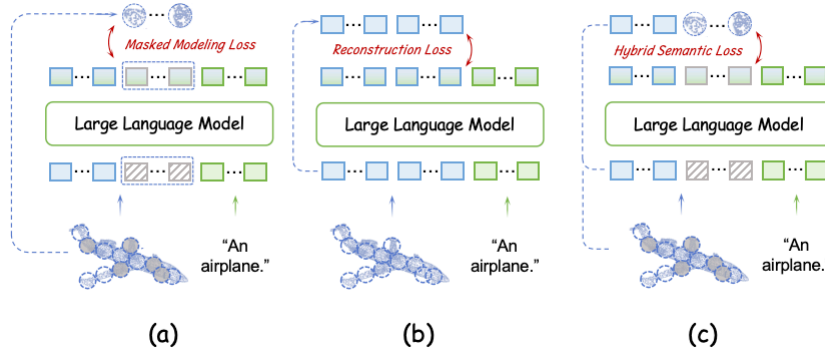 Masked Modeling Loss
Large Language Model
"An
airplane."
(a)
Reconstruction Loss
Large Language Model
"An
airplane."
(b)
Hybrid Semantic Loss
Large Language Model
"An
airplane."
(c)